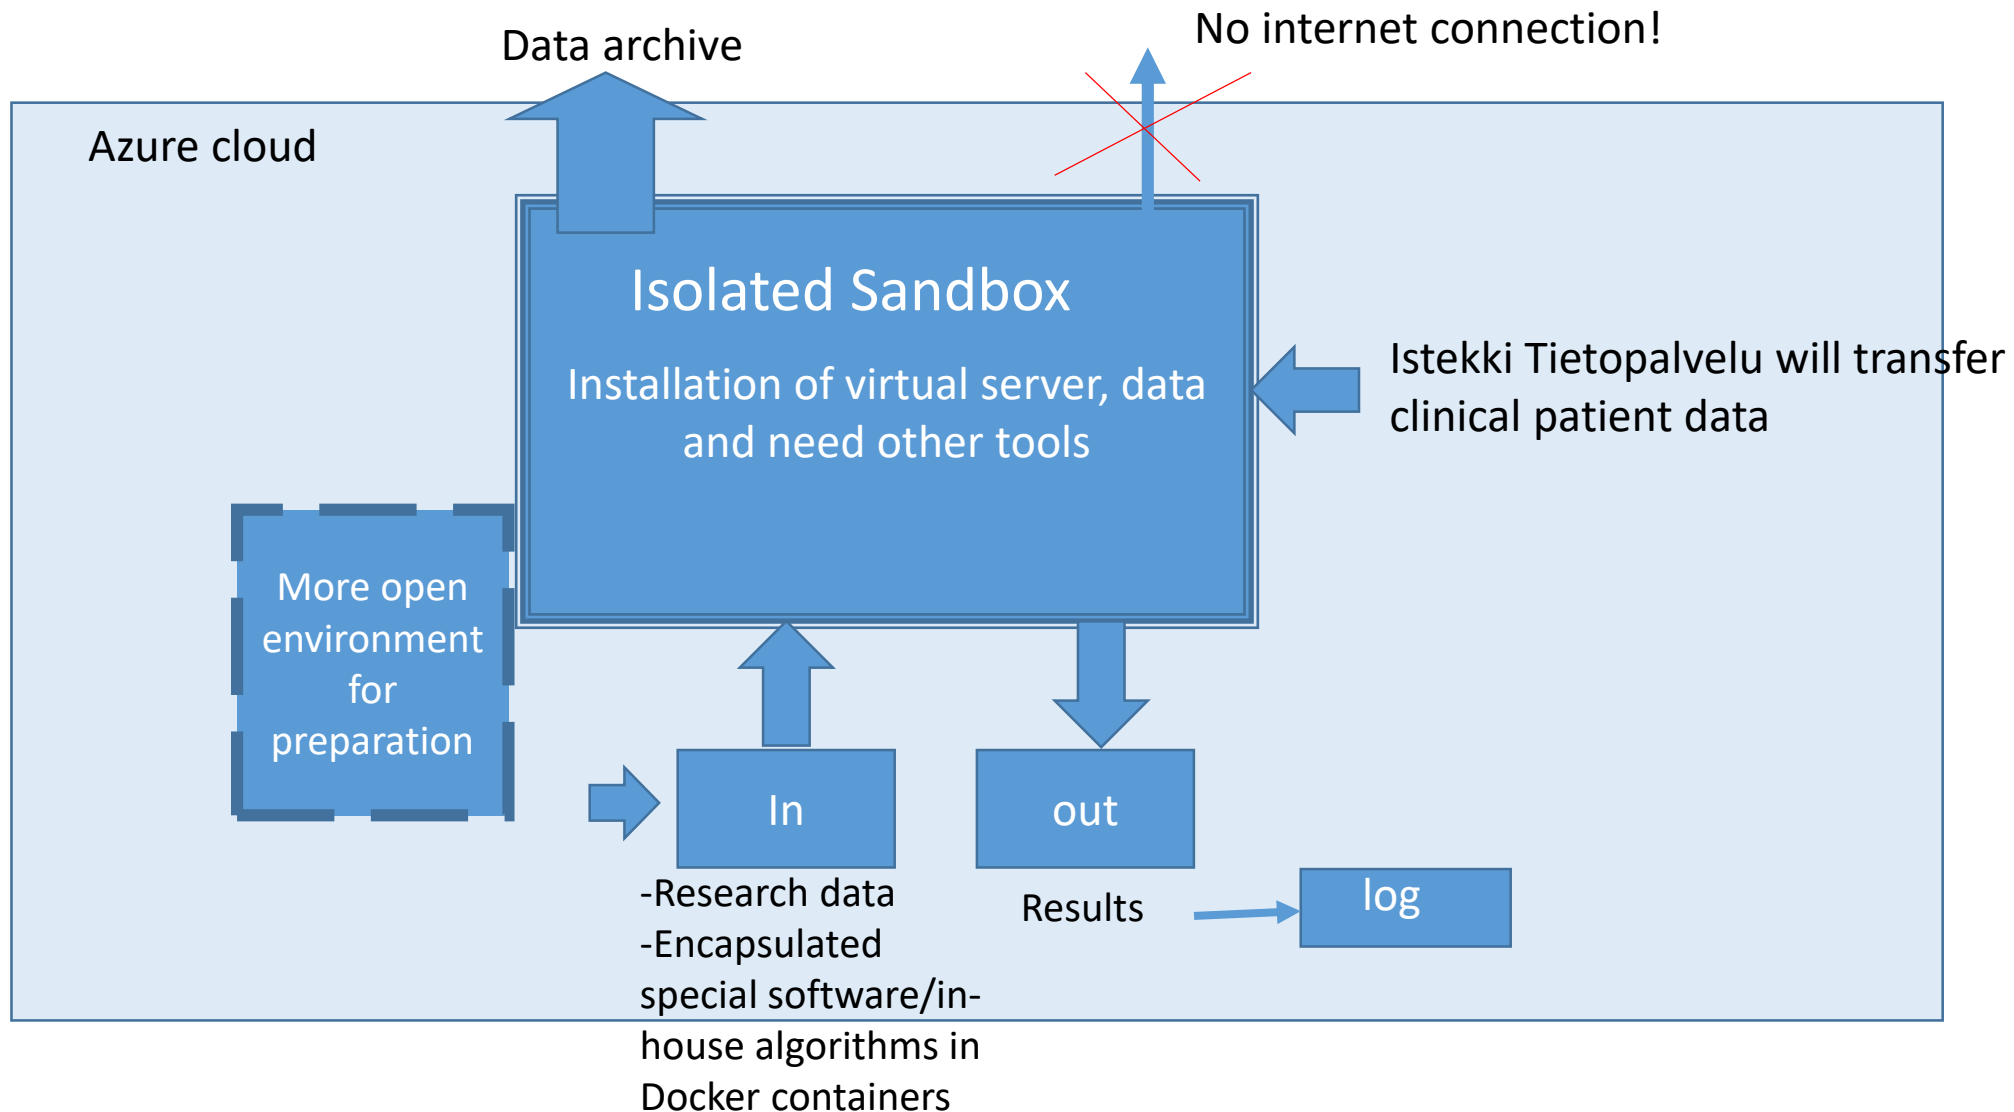 Data archive
No internet connection!
Azure cloud
Isolated Sandbox
Installation of virtual server, data
and need other tools
Istekki Tietopalvelu will transfer
clinical patient data
More open
environment
for
preparation
In
out
-Research data
-Encapsulated
special software/in-
house algorithms in
Docker containers
Results
log